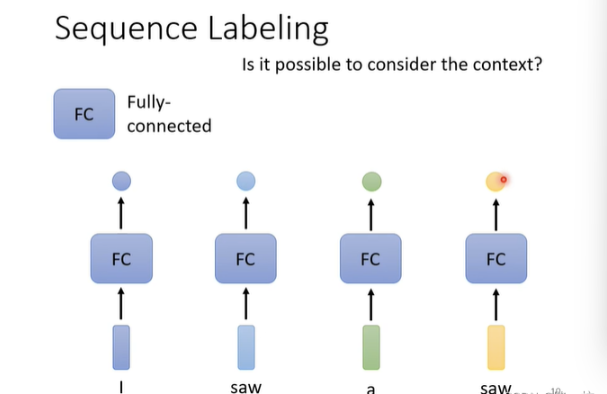 Sequence Labeling
Is it possible to consider the context?
FC
Fully-
connected
FC FC FC FC
I saw a saw